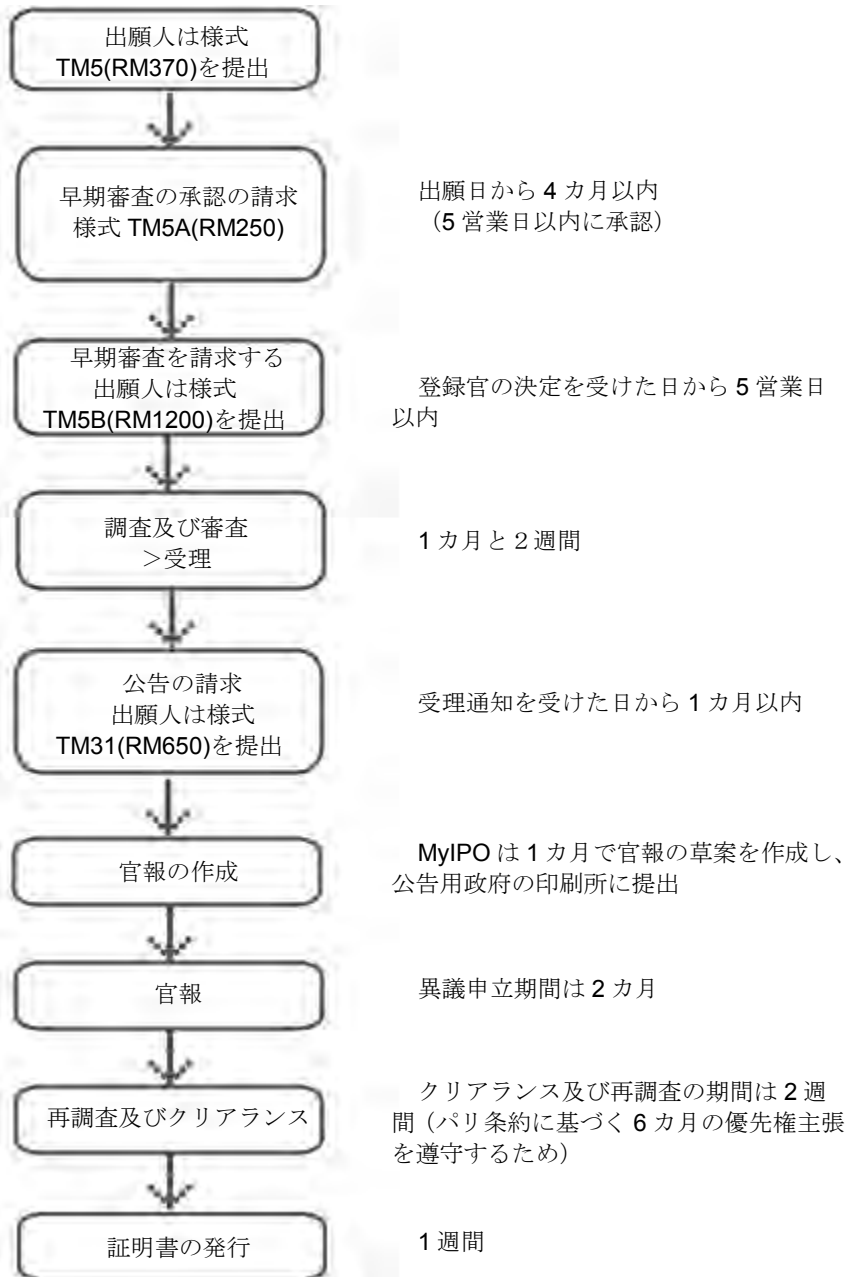 出願人は様式
TM5(RM370)を提出
早期審査の承認の請求
様式 TM5A(RM250)
出願日から 4 カ月以内
(5 営業日以内に承認)
早期審査を請求する
出願人は様式
TM5B(RM1200)を提出
登録官の決定を受けた日から 5 営業日
以内
調査及び審査
>受理
1 カ月と２週間
公告の請求
出願人は様式
TM31(RM650)を提出
受理通知を受けた日から 1 カ月以内
官報の作成
MyIPO は 1 カ月で官報の草案を作成し、
公告用政府の印刷所に提出
官報
異議申立期間は 2 カ月
再調査及びクリアランス
クリアランス及び再調査の期間は 2 週
間（パリ条約に基づく 6 カ月の優先権主張
を遵守するため）
証明書の発行
1 週間